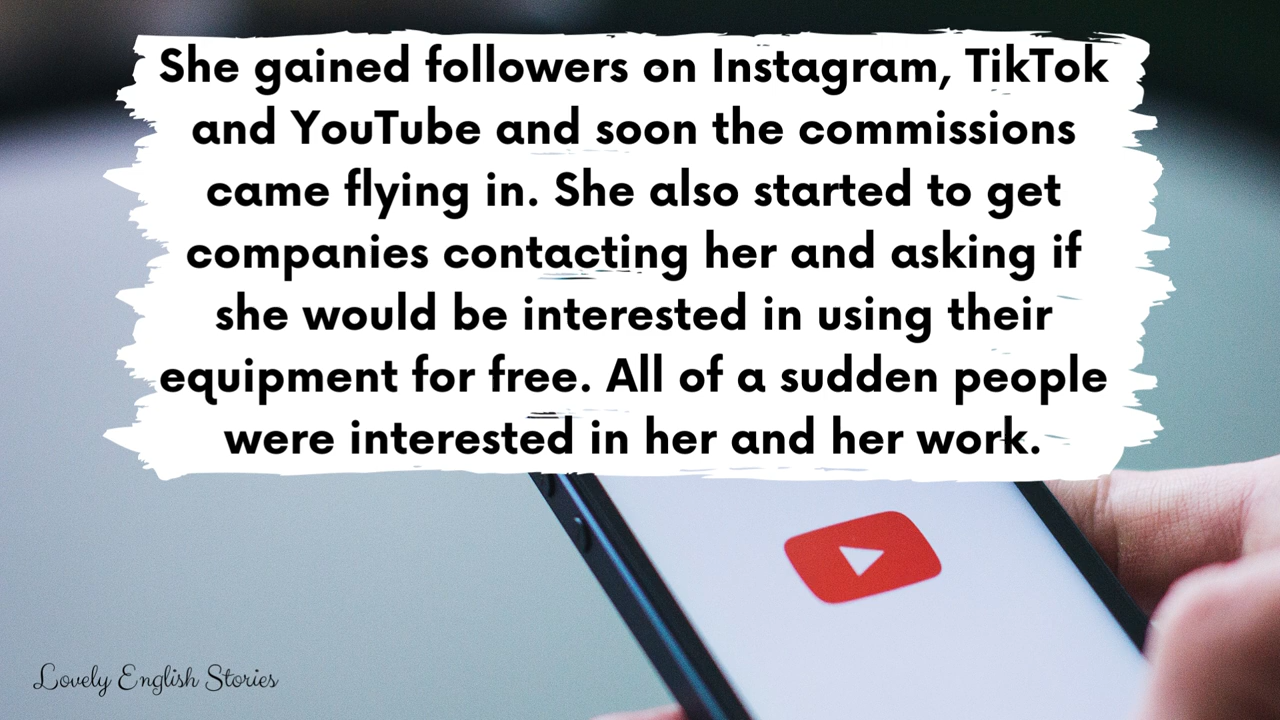 She gained followers on Instagram, TikTok
and YouTube and soon the commissions
came flying in. She also started to get
companies contacting her and asking if
she would be interested in using their
equipment for free. All of a sudden people
were interested in her and her work.
Lovely English Stories